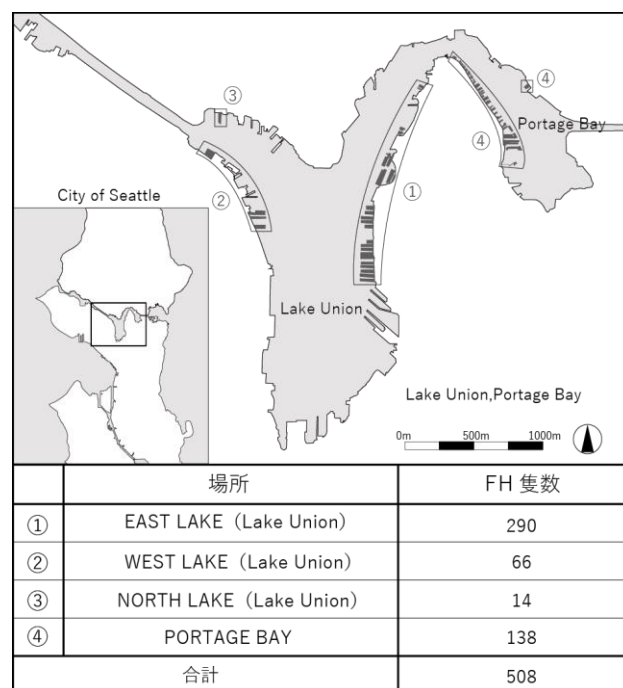 ③
④
Portage Bay
④
City of Seattle
②
①
Lake Union
Lake Union,Portage Bay
0m 500m 1000m
場所 FH 隻数
① EAST LAKE（Lake Union） 290
② WEST LAKE（Lake Union） 66
③ NORTH LAKE（Lake Union） 14
④ PORTAGE BAY 138
合計 508